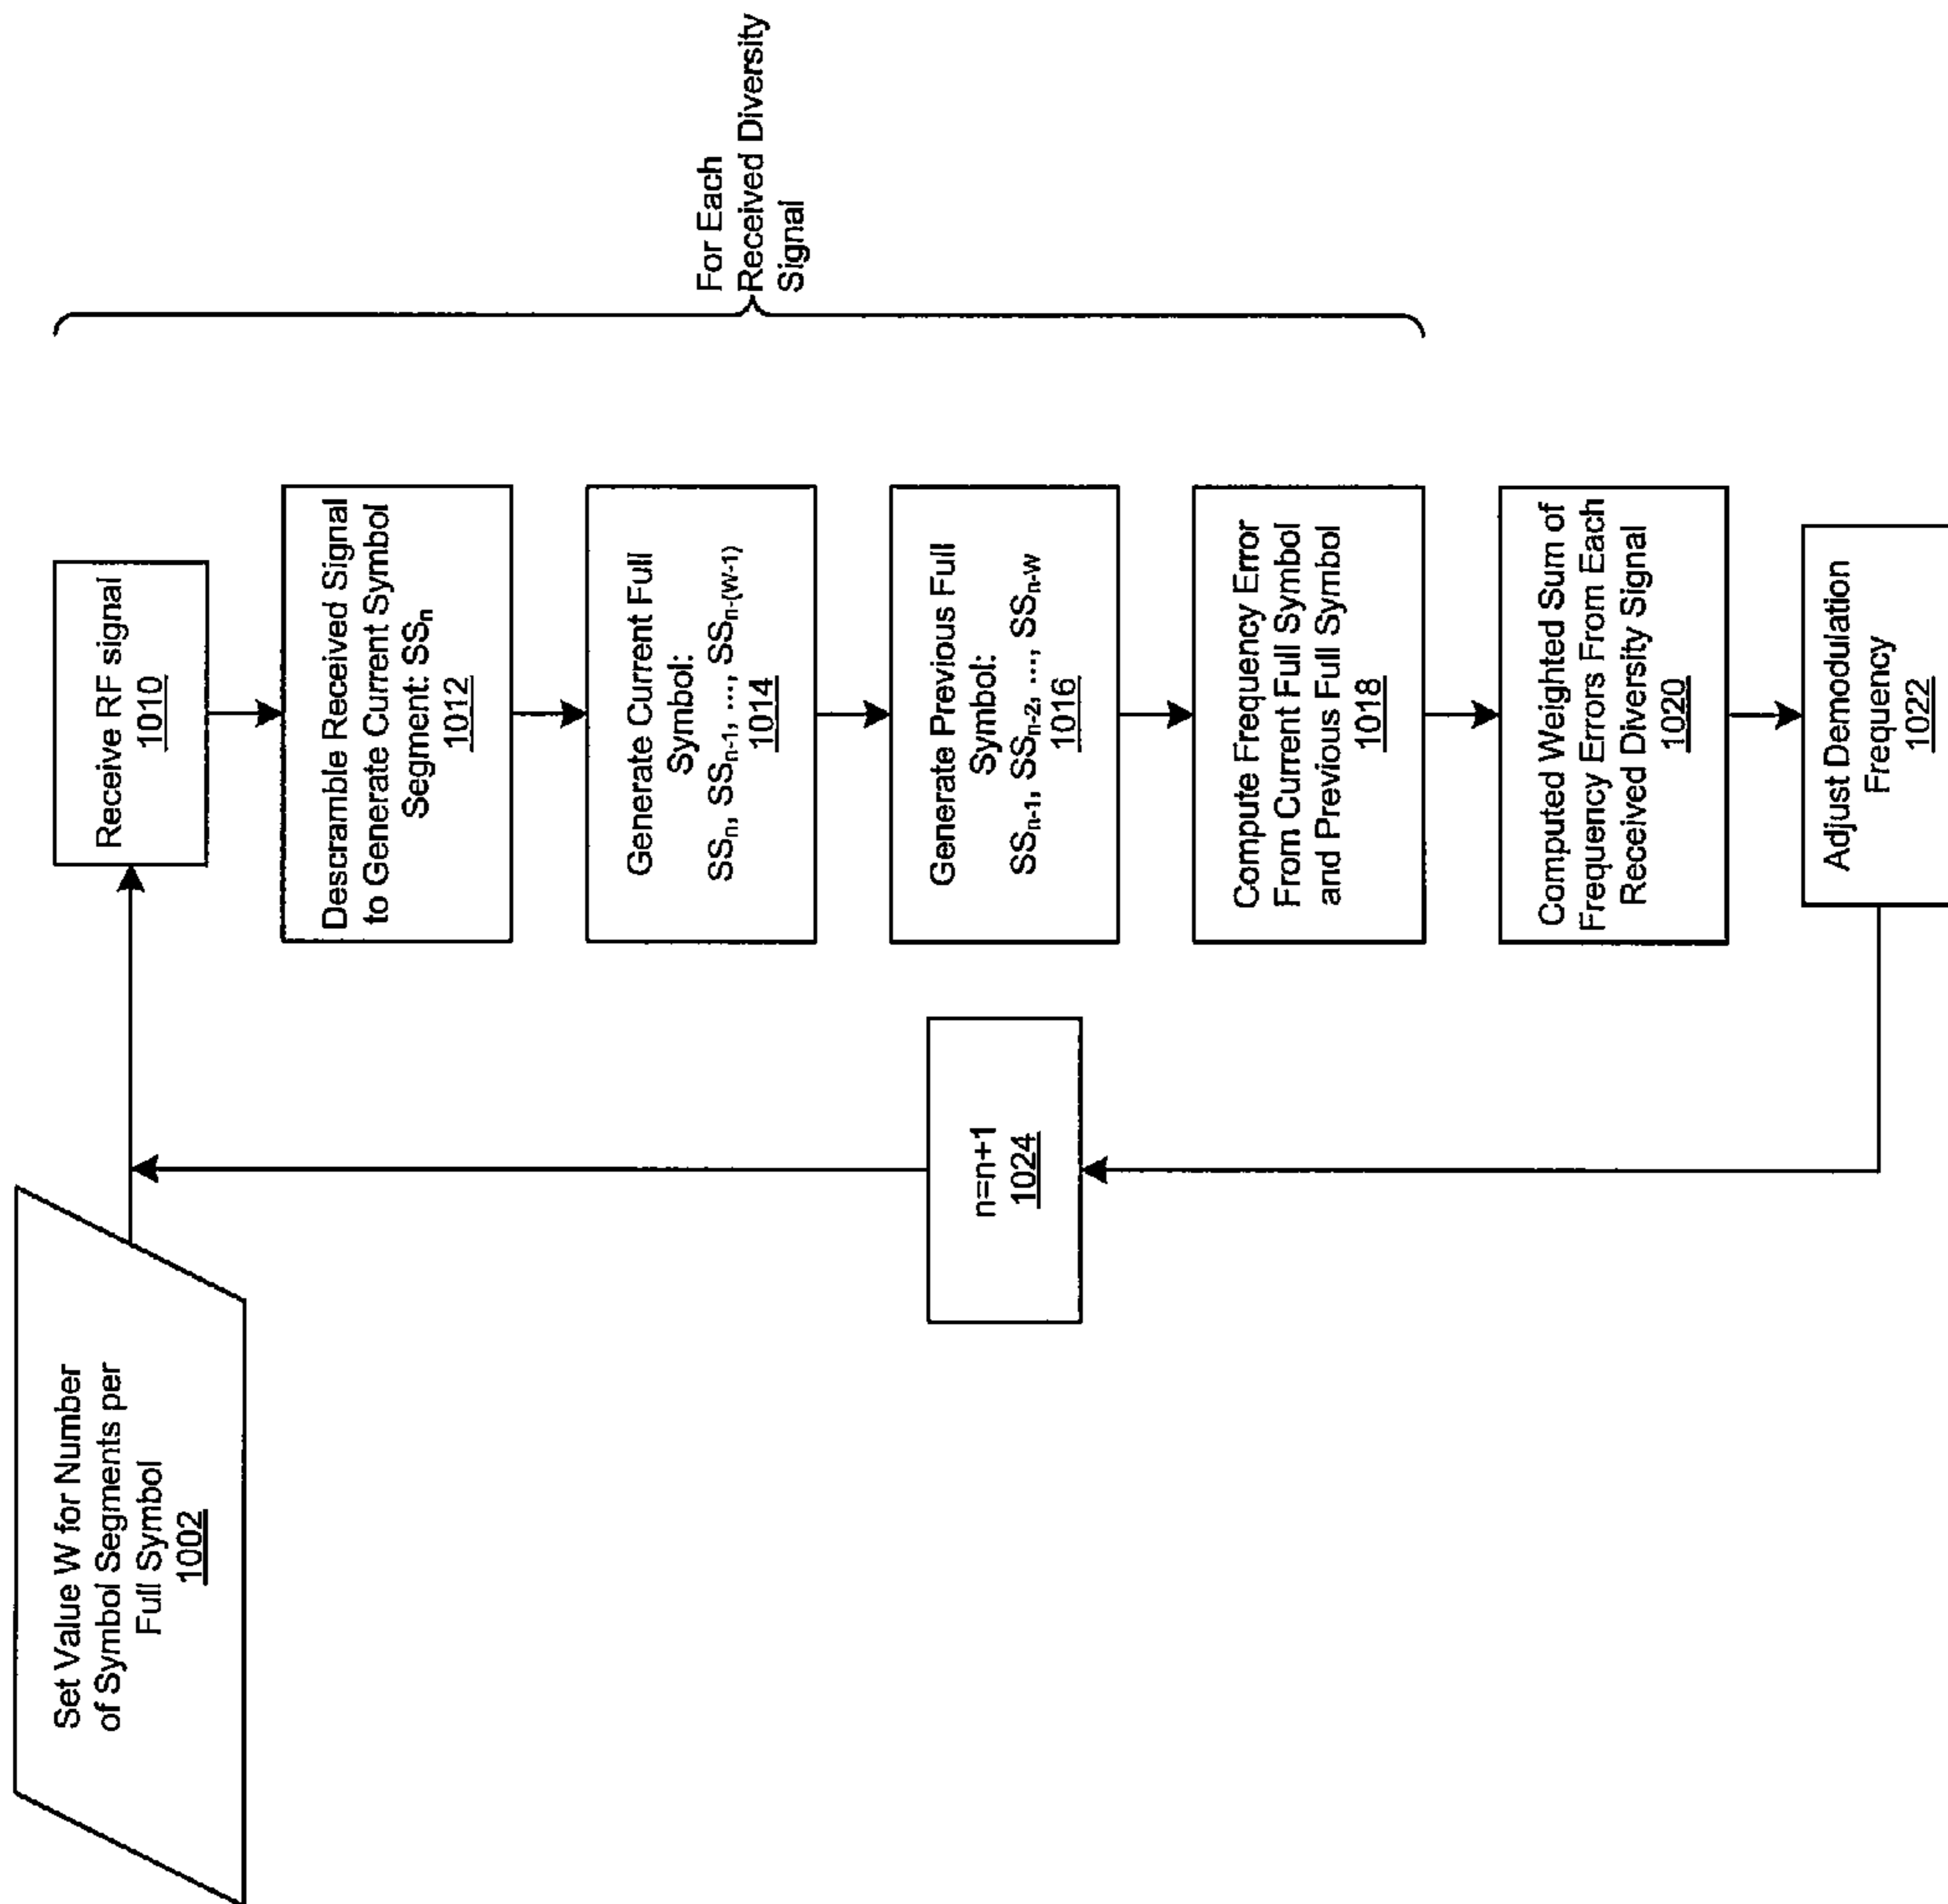 Set Value W for Number
of Symbol Segments per
Full Symbol
1002
Receive RF signal
1010
Descramble Received Signal
to Generate Current Symbol
Segment: SSn
1012
Generate Current Full
Symbol:
SSn, SSn-1, ..., SSn-(W-1)
1014
Generate Previous Full
Symbol:
SSn-1, SSn-2, ..., SSn-W
1016
Compute Frequency Error
From Current Full Symbol
and Previous Full Symbol
1018
Computed Weighted Sum of
Frequency Errors From Each
Received Diversity Signal
1020
Adjust Demodulation
Frequency
1022
n=n+1
1024
For Each
Received Diversity
Signal